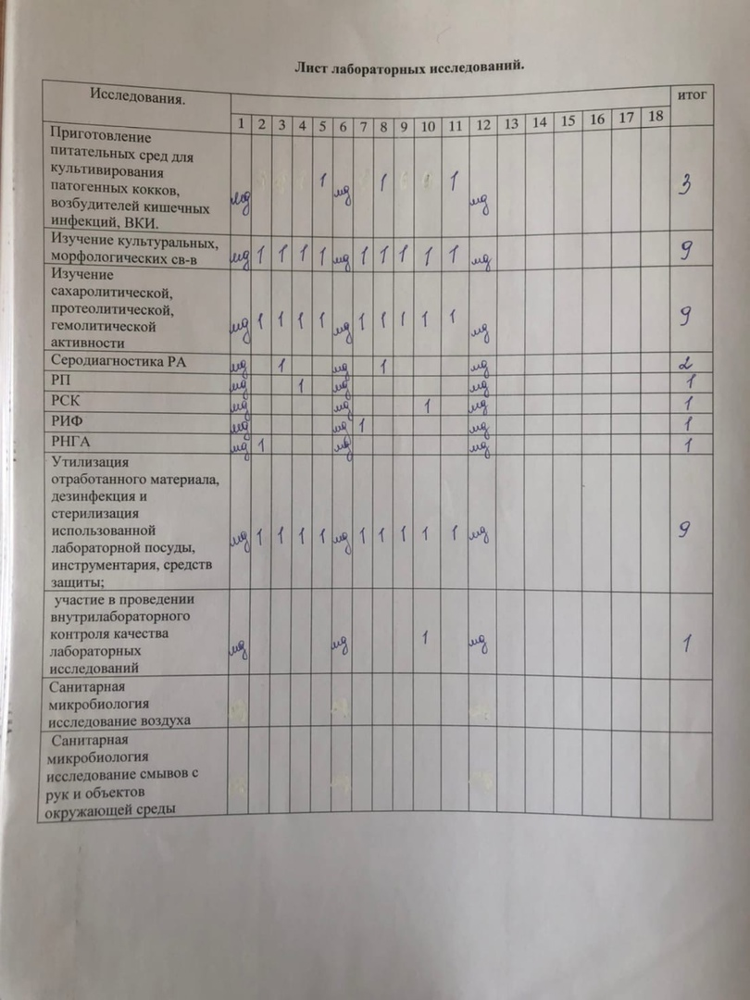 Лист лабораторных исследований.
Исследования. итог
1 2 3 4 5 6 7 8 9 10 11 12 13 14 15 16 17 18
Приготовление
питательных сред для
культивирования
патогенных кокков,
возбудителей кишечных
инфекций, ВКИ.
мд 1 мд 1 1 мд 3
Изучение культуральных,
морфологических св-в
мд 1 1 1 1 мд 1 1 1 1 1 мд 9
Изучение
сахаролитической,
протеолитической,
гемолитической
активности
мд 1 1 1 1 мд 1 1 1 1 1 мд 9
Серодиагностика РА мд 1 мд 1 мд 2
РП мд 1 мд мд 1
РСК мд мд 1 мд 1
РИФ мд мд 1 мд 1
РНГА мд 1 мд мд 1
Утилизация
отработанного материала,
дезинфекция и
стерилизация
использованной
лабораторной посуды,
инструментария, средств
защиты;
мд 1 1 1 1 мд 1 1 1 1 1 мд 9
участие в проведении
внутрилабораторного
контроля качества
лабораторных
исследований
мд мд 1 мд 1
Санитарная
микробиология
исследование воздуха
Санитарная
микробиология
исследование смывов с
рук и объектов
окружающей среды